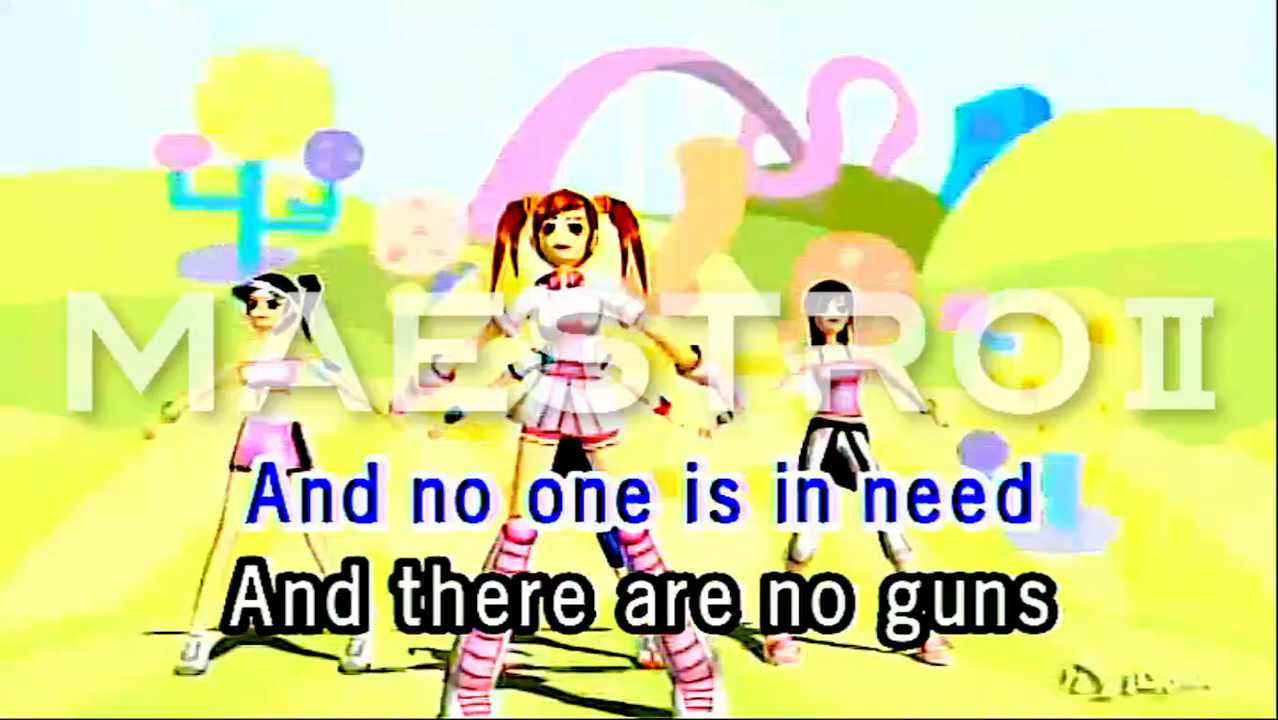 MAESTRO II
And no one is in need
And there are no guns